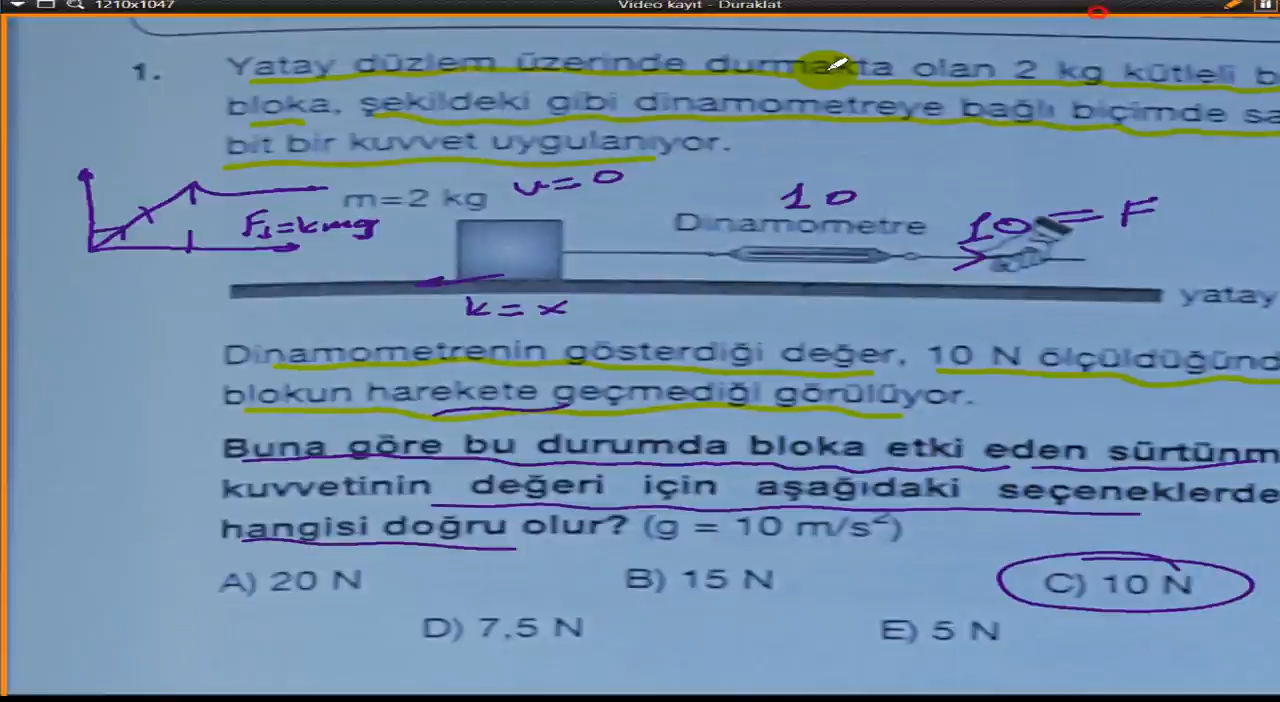 1210x1047 Video kayıt - Duraklat
1. Yatay düzlem üzerinde durmakta olan 2 kg kütleli b
bloka, şekildeki gibi dinamometreye bağlı biçimde sa
bit bir kuvvet uygulanıyor.
m=2 kg v=0 10
Fs=kmg Dinamometre 10 = F
k = x yatay
Dinamometrenin gösterdiği değer, 10 N ölçüldüğünd
blokun harekete geçmediği görülüyor.
Buna göre bu durumda bloka etki eden sürtünm
kuvvetinin değeri için aşağıdaki seçeneklerde
hangisi doğru olur? (g = 10 m/s²)
A) 20 N B) 15 N C) 10 N
D) 7,5 N E) 5 N